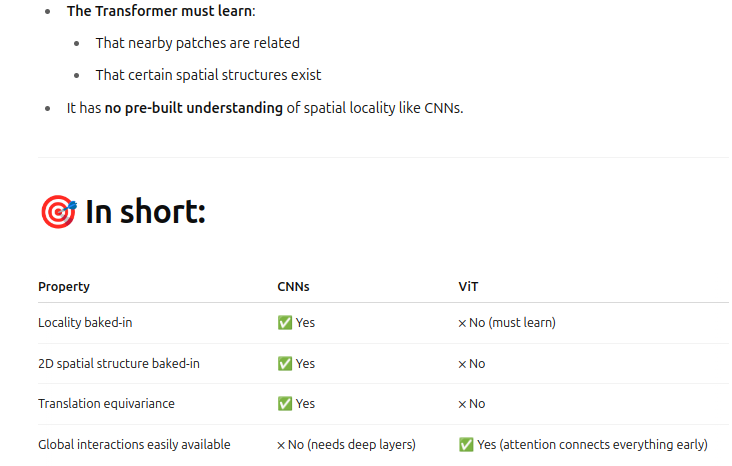 The Transformer must learn:
That nearby patches are related
That certain spatial structures exist
It has no pre-built understanding of spatial locality like CNNs.
🎯 In short:
Property CNNs ViT
Locality baked-in ✅ Yes ❌ No (must learn)
2D spatial structure baked-in ✅ Yes ❌ No
Translation equivariance ✅ Yes ❌ No
Global interactions easily available ❌ No (needs deep layers) ✅ Yes (attention connects everything early)